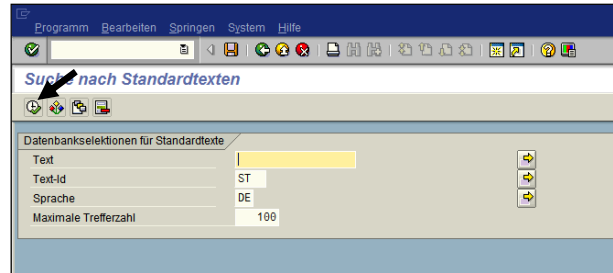 Programm Bearbeiten Springen System Hilfe
Suche nach Standardtexten
Datenbankselektionen für Standardtexte
Text
Text-Id ST
Sprache DE
Maximale Trefferzahl 100